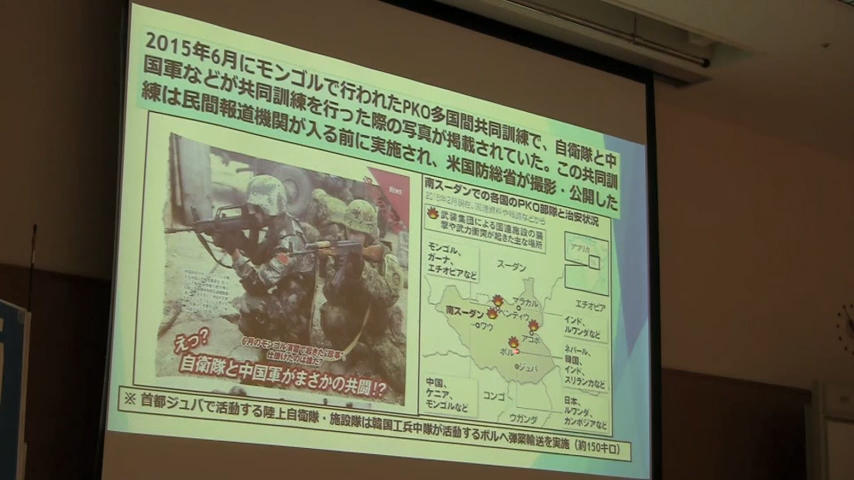 2015年6月にモンゴルで行われたPKO多国間共同訓練で、自衛隊と中
国軍などが共同訓練を行った際の写真が掲載されていた。この共同訓
練は民間報道機関が入る前に実施され、米国防総省が撮影・公開した
News
えっ?
自衛隊と中国軍がまさかの共闘!?
南スーダンでの各国のPKO部隊と治安状況
武装集団による国連施設の襲
撃や武力衝突が起きた主な場所
アフリカ
モンゴル、
ガーナ、
エチオピアなど
スーダン
エチオピア
マラカル
ベンティウ
南スーダン
ワウ
アコボ
ボル
ジュバ
インド、
ルワンダなど
ネパール、
韓国、
インド、
スリランカなど
中国、
ケニア、
モンゴルなど
コンゴ
ウガンダ
日本、
ルワンダ、
カンボジアなど
※ 首都ジュバで活動する陸上自衛隊・施設隊は韓国工兵中隊が活動するボルへ弾薬輸送を実施（約150キロ）